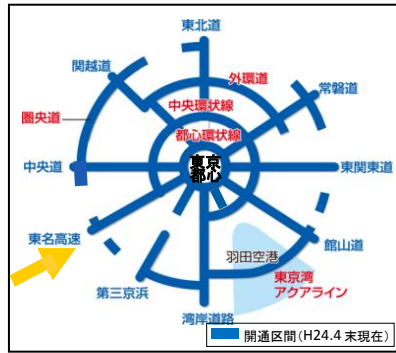 東北道
関越道
外環道
常磐道
中央環状線
圏央道
都心環状線
東京
都心
中央道
東関東道
東名高速
館山道
羽田空港
第三京浜
東京湾
アクアライン
湾岸道路
開通区間(H24.4 末現在)